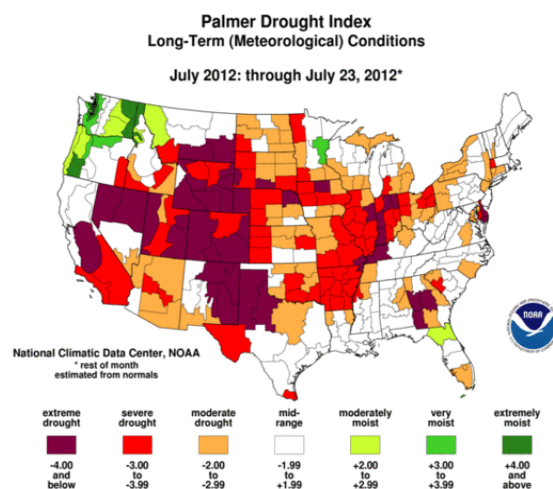 Palmer Drought Index
Long-Term (Meteorological) Conditions
July 2012: through July 23, 2012*
National Climatic Data Center, NOAA
* rest of month
estimated from normals
NOAA
extreme drought
severe drought
moderate drought
mid-range
moderately moist
very moist
extremely moist
-4.00 and below
-3.00 to -3.99
-2.00 to -2.99
-1.99 to +1.99
+2.00 to +2.99
+3.00 to +3.99
+4.00 and above